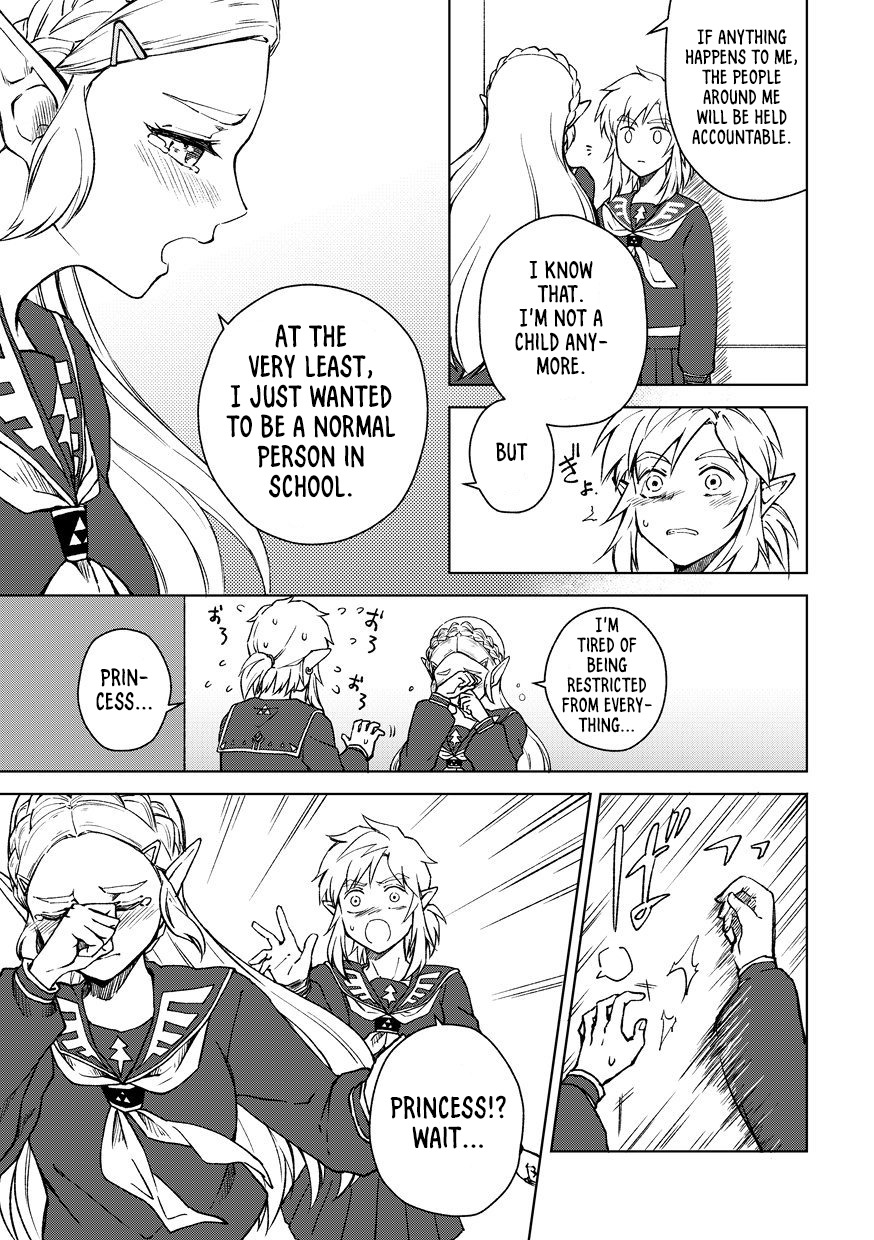 IF ANYTHING
HAPPENS TO ME,
THE PEOPLE
AROUND ME
WILL BE HELD
ACCOUNTABLE.
I KNOW
THAT.
I'M NOT A
CHILD ANY-
MORE.
BUT
ぎょっ
AT THE
VERY LEAST,
I JUST WANTED
TO BE A NORMAL
PERSON IN
SCHOOL.
I'M
TIRED OF
BEING
RESTRICTED
FROM EVERY-
THING...
おろ
おろ
おろ
PRIN-
CESS...
PRINCESS!?
WAIT...